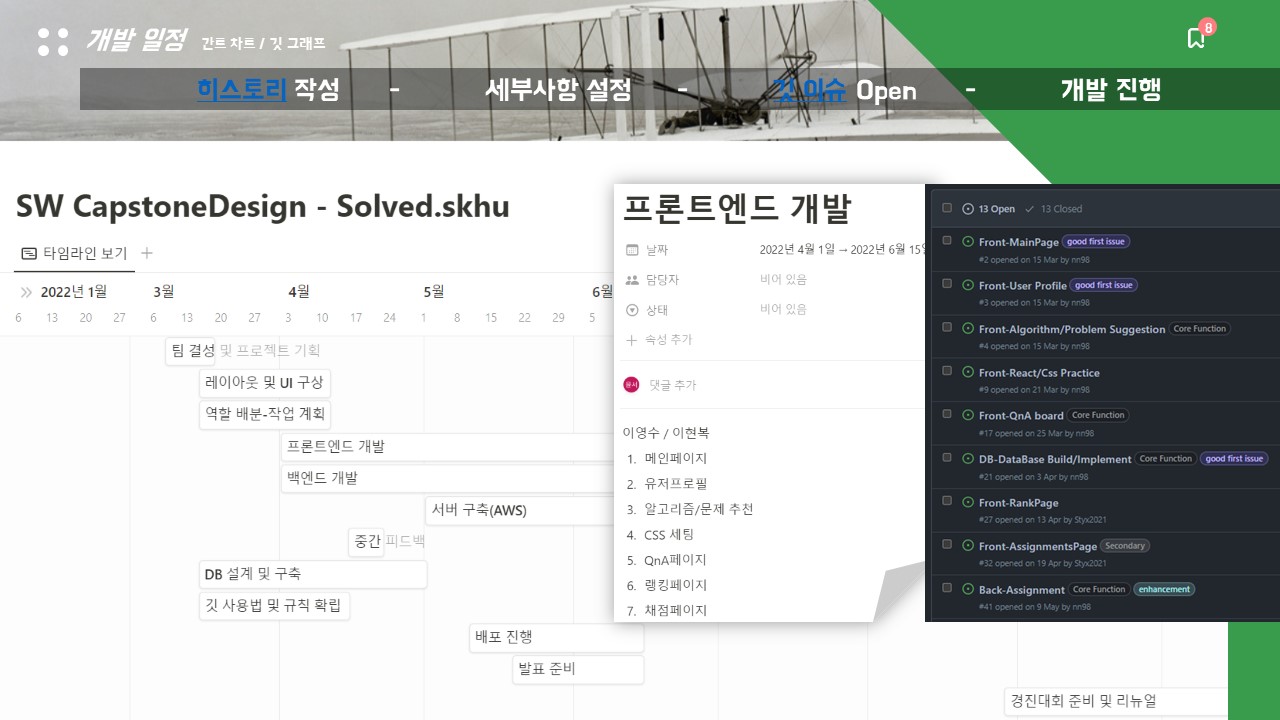 개발 일정 간트 차트 / 깃 그래프
8
히스토리 작성 - 세부사항 설정 - 깃 이슈 Open - 개발 진행
SW CapstoneDesign - Solved.skhu
타임라인 보기 +
2022년 1월 3월 4월 5월 6월
6 13 20 27 6 13 20 27 3 10 17 24 1 8 15 22 29 5
팀 결성 및 프로젝트 기획
레이아웃 및 UI 구상
역할 배분-작업 계획
프론트엔드 개발
백엔드 개발
서버 구축(AWS)
중간 피드백
DB 설계 및 구축
깃 사용법 및 규칙 확립
배포 진행
발표 준비
경진대회 준비 및 리뉴얼
프론트엔드 개발
날짜 2022년 4월 1일 → 2022년 6월 15일
담당자 비어 있음
상태 비어 있음
+ 속성 추가
댓글 추가
이영수 / 이현복
1. 메인페이지
2. 유저프로필
3. 알고리즘/문제 추천
4. CSS 세팅
5. QnA페이지
6. 랭킹페이지
7. 채점페이지
13 Open ✓ 13 Closed
Front-MainPage good first issue
#2 opened on 15 Mar by nn98
Front-User Profile good first issue
#3 opened on 15 Mar by nn98
Front-Algorithm/Problem Suggestion Core Function
#4 opened on 15 Mar by nn98
Front-React/Css Practice
#9 opened on 21 Mar by nn98
Front-QnA board Core Function
#17 opened on 25 Mar by nn98
DB-DataBase Build/Implement Core Function good first issue
#21 opened on 3 Apr by nn98
Front-RankPage
#27 opened on 13 Apr by Styx2021
Front-AssignmentsPage Secondary
#32 opened on 19 Apr by Styx2021
Back-Assignment Core Function enhancement
#41 opened on 9 May by nn98